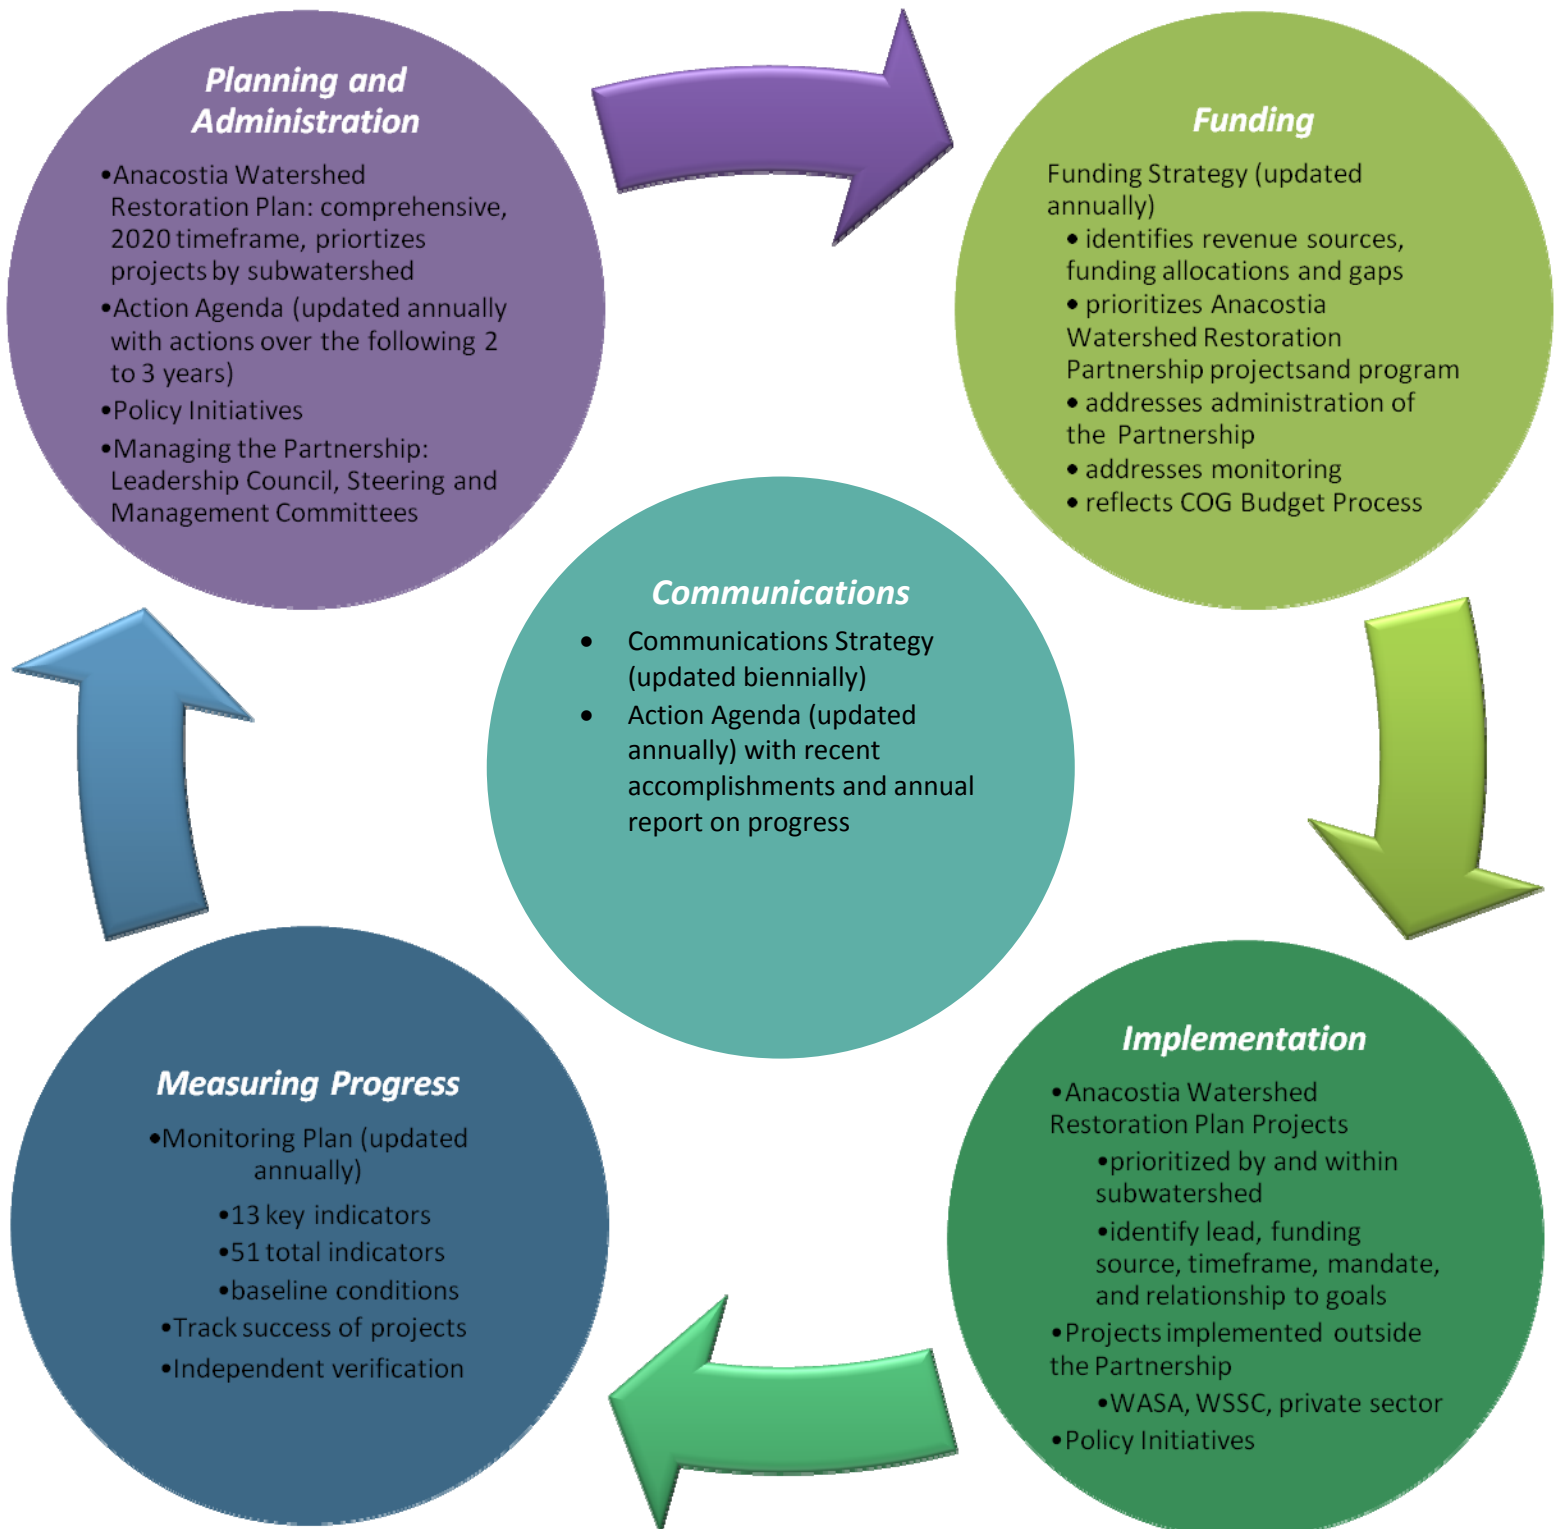 Planning and
Administration
•Anacostia Watershed
Restoration Plan: comprehensive,
2020 timeframe, priortizes
projects by subwatershed
•Action Agenda (updated annually
with actions over the following 2
to 3 years)
•Policy Initiatives
•Managing the Partnership:
Leadership Council, Steering and
Management Committees
Funding
Funding Strategy (updated
annually)
• identifies revenue sources,
funding allocations and gaps
• prioritizes Anacostia
Watershed Restoration
Partnership projectsand program
• addresses administration of
the Partnership
• addresses monitoring
• reflects COG Budget Process
Communications
• Communications Strategy
(updated biennially)
• Action Agenda (updated
annually) with recent
accomplishments and annual
report on progress
Measuring Progress
•Monitoring Plan (updated
annually)
•13 key indicators
•51 total indicators
•baseline conditions
•Track success of projects
•Independent verification
Implementation
•Anacostia Watershed
Restoration Plan Projects
•prioritized by and within
subwatershed
•identify lead, funding
source, timeframe, mandate,
and relationship to goals
•Projects implemented outside
the Partnership
•WASA, WSSC, private sector
•Policy Initiatives